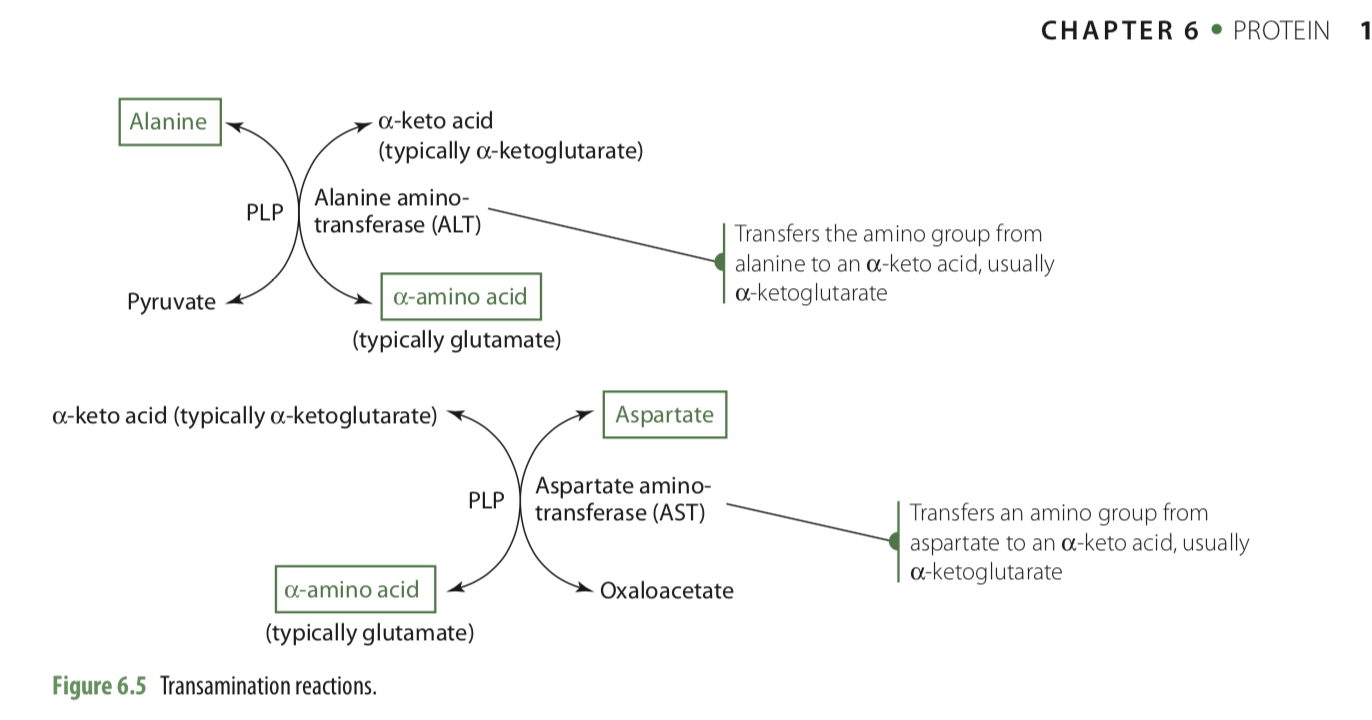 CHAPTER 6 • PROTEIN 1
Alanine
α-keto acid
(typically α-ketoglutarate)
PLP
Alanine amino-
transferase (ALT)
Transfers the amino group from
alanine to an α-keto acid, usually
α-ketoglutarate
Pyruvate
α-amino acid
(typically glutamate)
α-keto acid (typically α-ketoglutarate)
Aspartate
PLP
Aspartate amino-
transferase (AST)
Transfers an amino group from
aspartate to an α-keto acid, usually
α-ketoglutarate
α-amino acid
(typically glutamate)
Oxaloacetate
Figure 6.5 Transamination reactions.